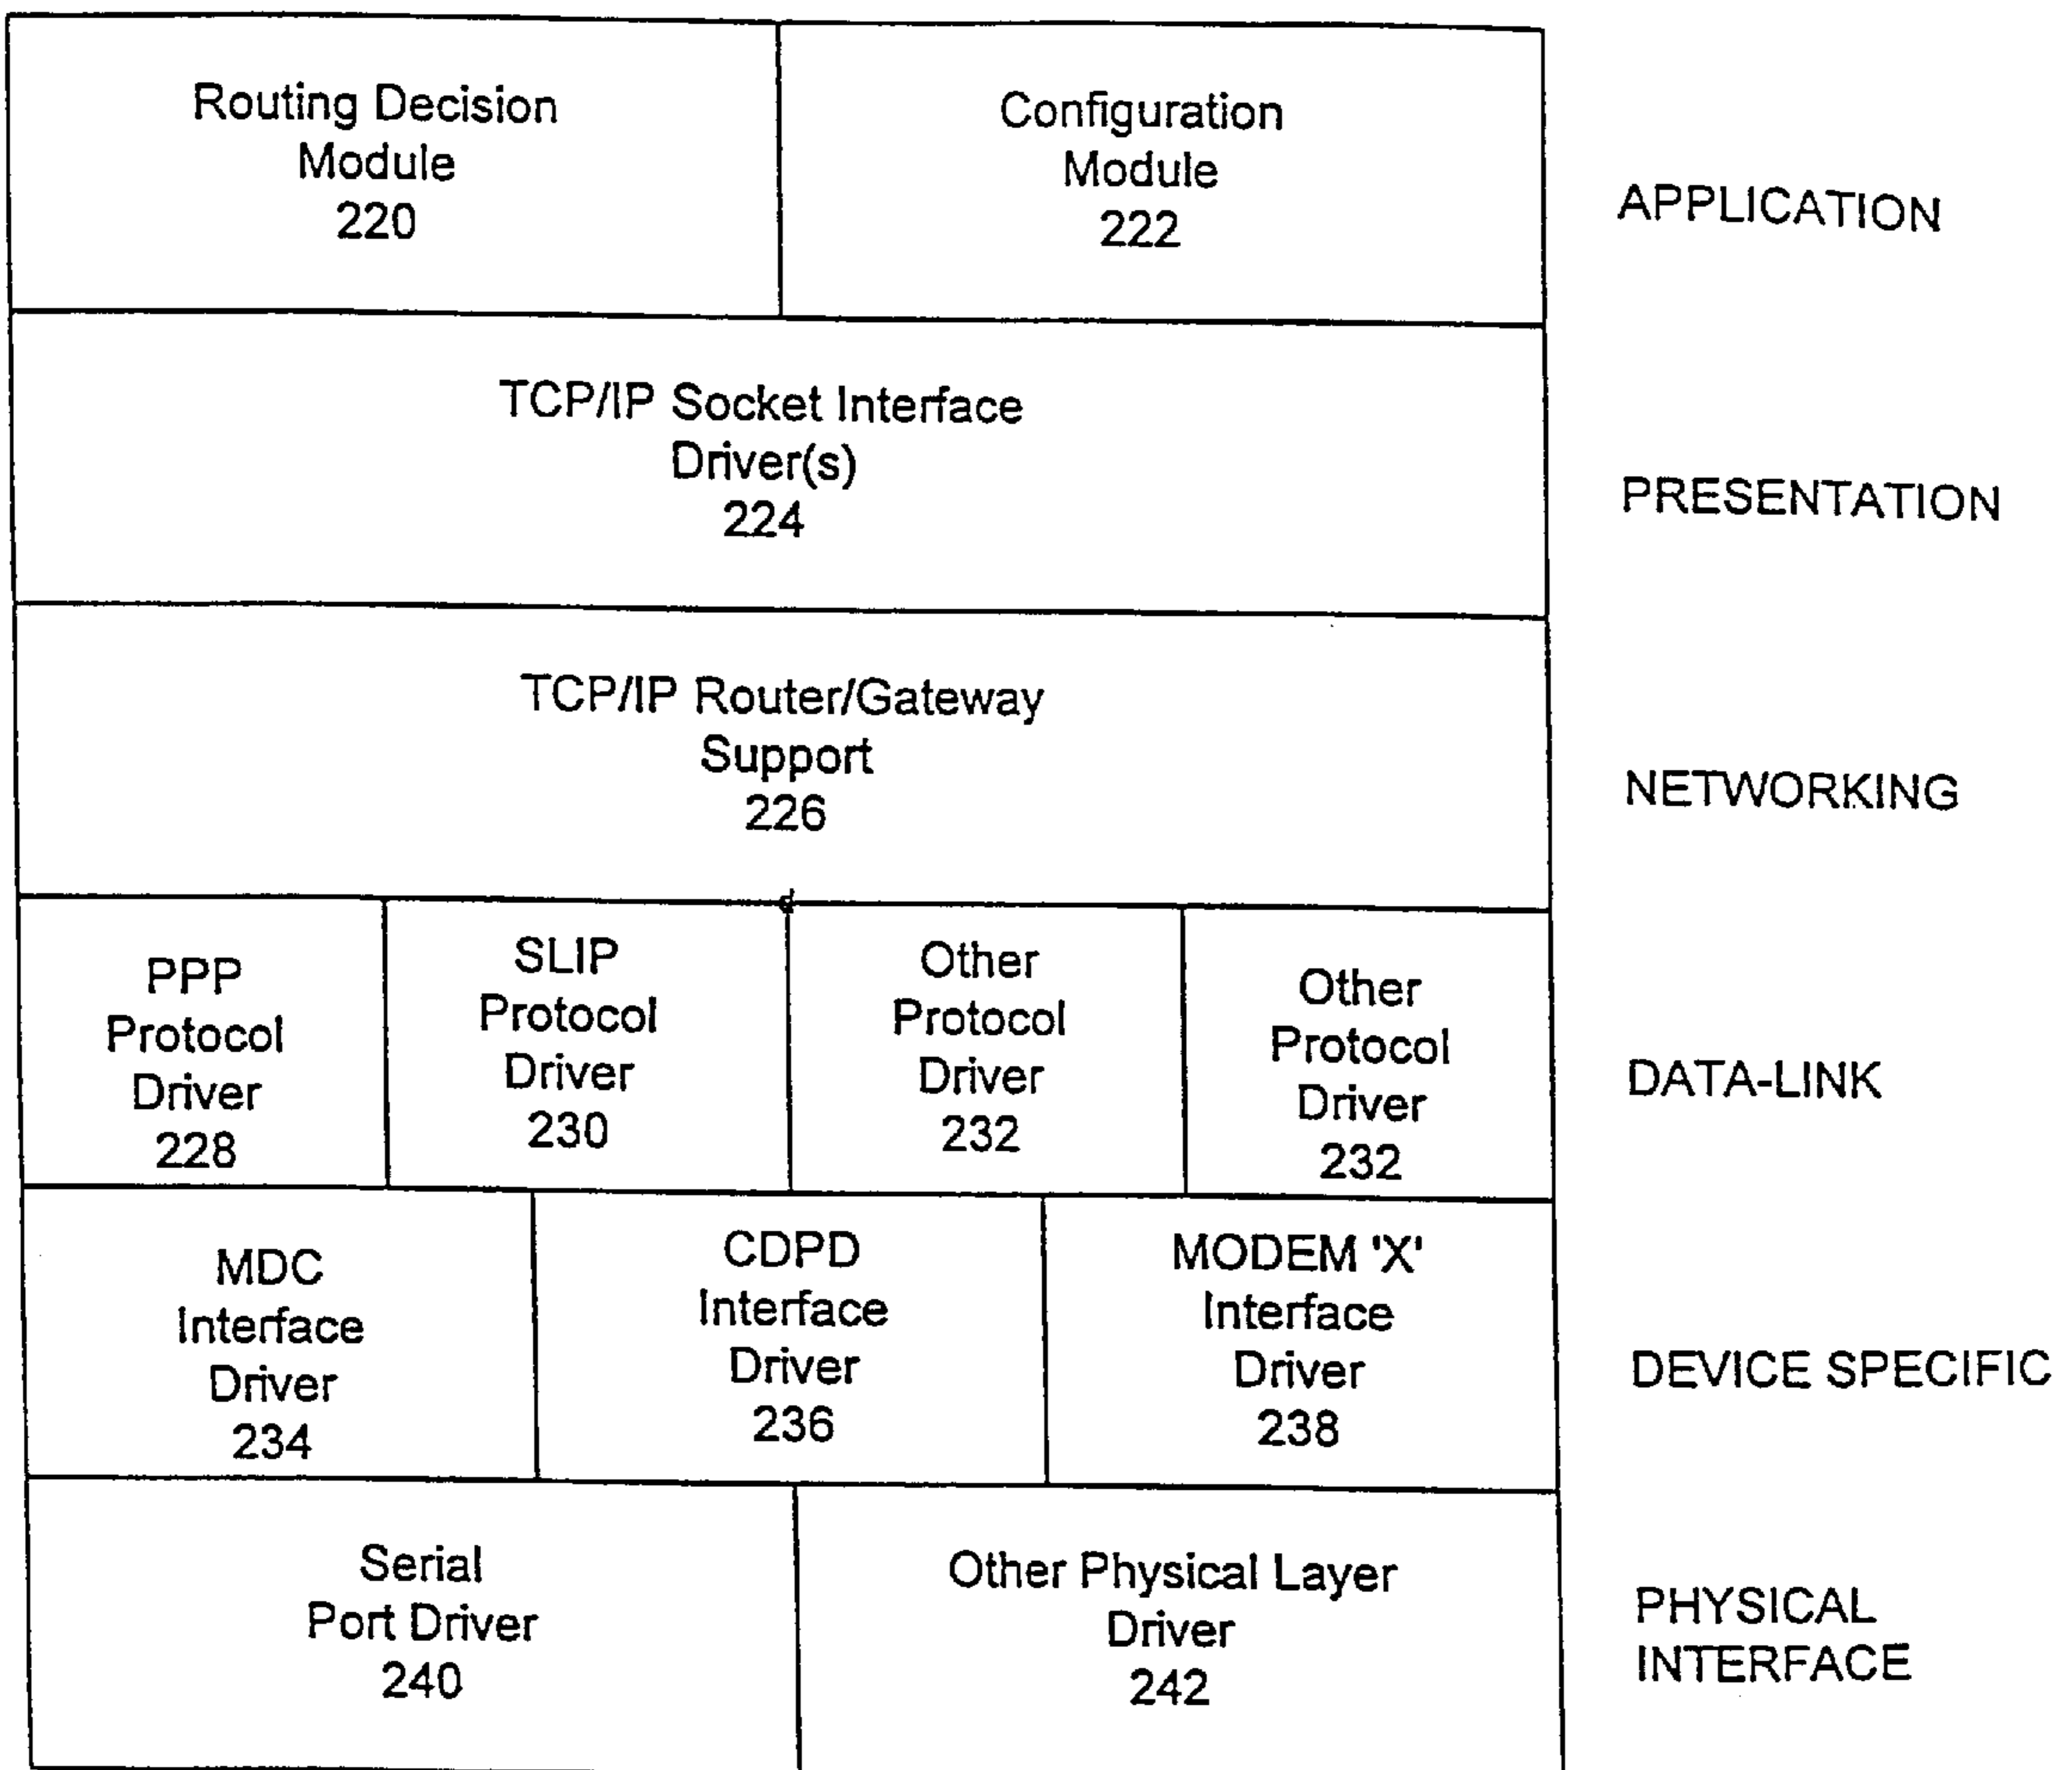 Routing Decision
Module
220
Configuration
Module
222
APPLICATION
TCP/IP Socket Interface
Driver(s)
224
PRESENTATION
TCP/IP Router/Gateway
Support
226
NETWORKING
PPP
Protocol
Driver
228
SLIP
Protocol
Driver
230
Other
Protocol
Driver
232
Other
Protocol
Driver
232
DATA-LINK
MDC
Interface
Driver
234
CDPD
Interface
Driver
236
MODEM 'X'
Interface
Driver
238
DEVICE SPECIFIC
Serial
Port Driver
240
Other Physical Layer
Driver
242
PHYSICAL
INTERFACE